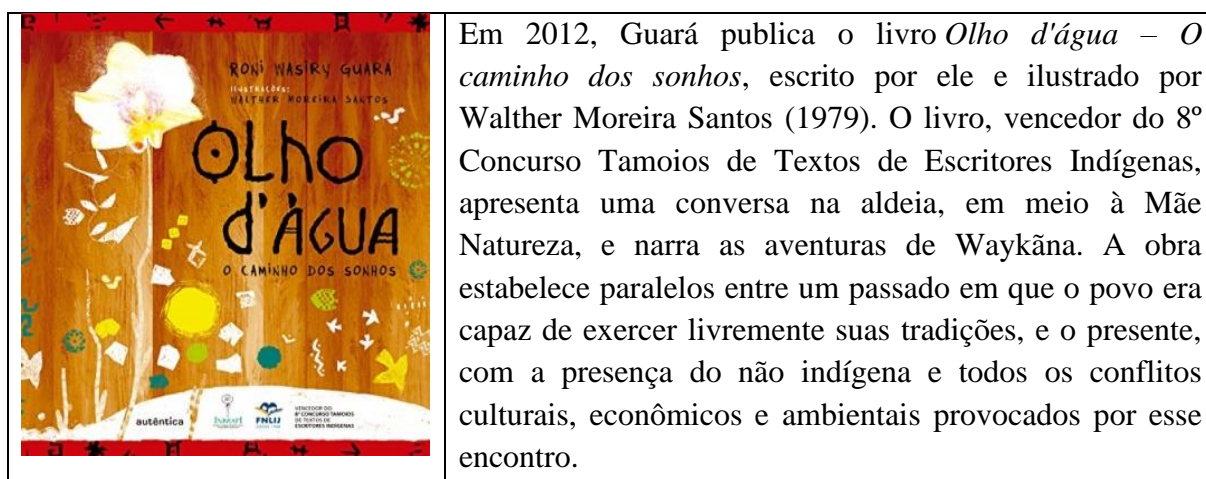 RONI WASIRY GUARÁ
ILUSTRAÇÕES:
WALTHER MOREIRA SANTOS
OLHO
d'ÁGUA
O CAMINHO DOS SONHOS
autêntica
FNLIJ
VENCEDOR DO
8º CONCURSO TAMOIOS
DE TEXTOS DE
ESCRITORES INDÍGENAS
Em 2012, Guará publica o livro Olho d'água – O
caminho dos sonhos, escrito por ele e ilustrado por
Walther Moreira Santos (1979). O livro, vencedor do 8º
Concurso Tamoios de Textos de Escritores Indígenas,
apresenta uma conversa na aldeia, em meio à Mãe
Natureza, e narra as aventuras de Waykãna. A obra
estabelece paralelos entre um passado em que o povo era
capaz de exercer livremente suas tradições, e o presente,
com a presença do não indígena e todos os conflitos
culturais, econômicos e ambientais provocados por esse
encontro.